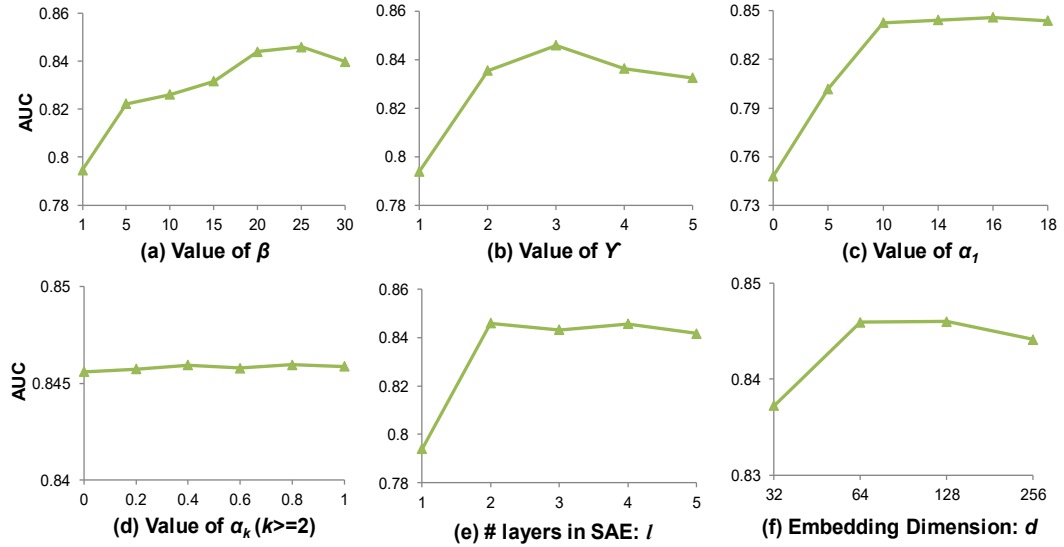 AUC
0.86
0.84
0.82
0.8
0.78
1 5 10 15 20 25 30
(a) Value of β
0.86
0.84
0.82
0.8
0.78
1 2 3 4 5
(b) Value of ϒ
0.85
0.82
0.79
0.76
0.73
0 5 10 14 16 18
(c) Value of α1
AUC
0.85
0.845
0.84
0 0.2 0.4 0.6 0.8 1
(d) Value of αk (k>=2)
0.86
0.84
0.82
0.8
0.78
1 2 3 4 5
(e) # layers in SAE: l
0.85
0.84
0.83
32 64 128 256
(f) Embedding Dimension: d